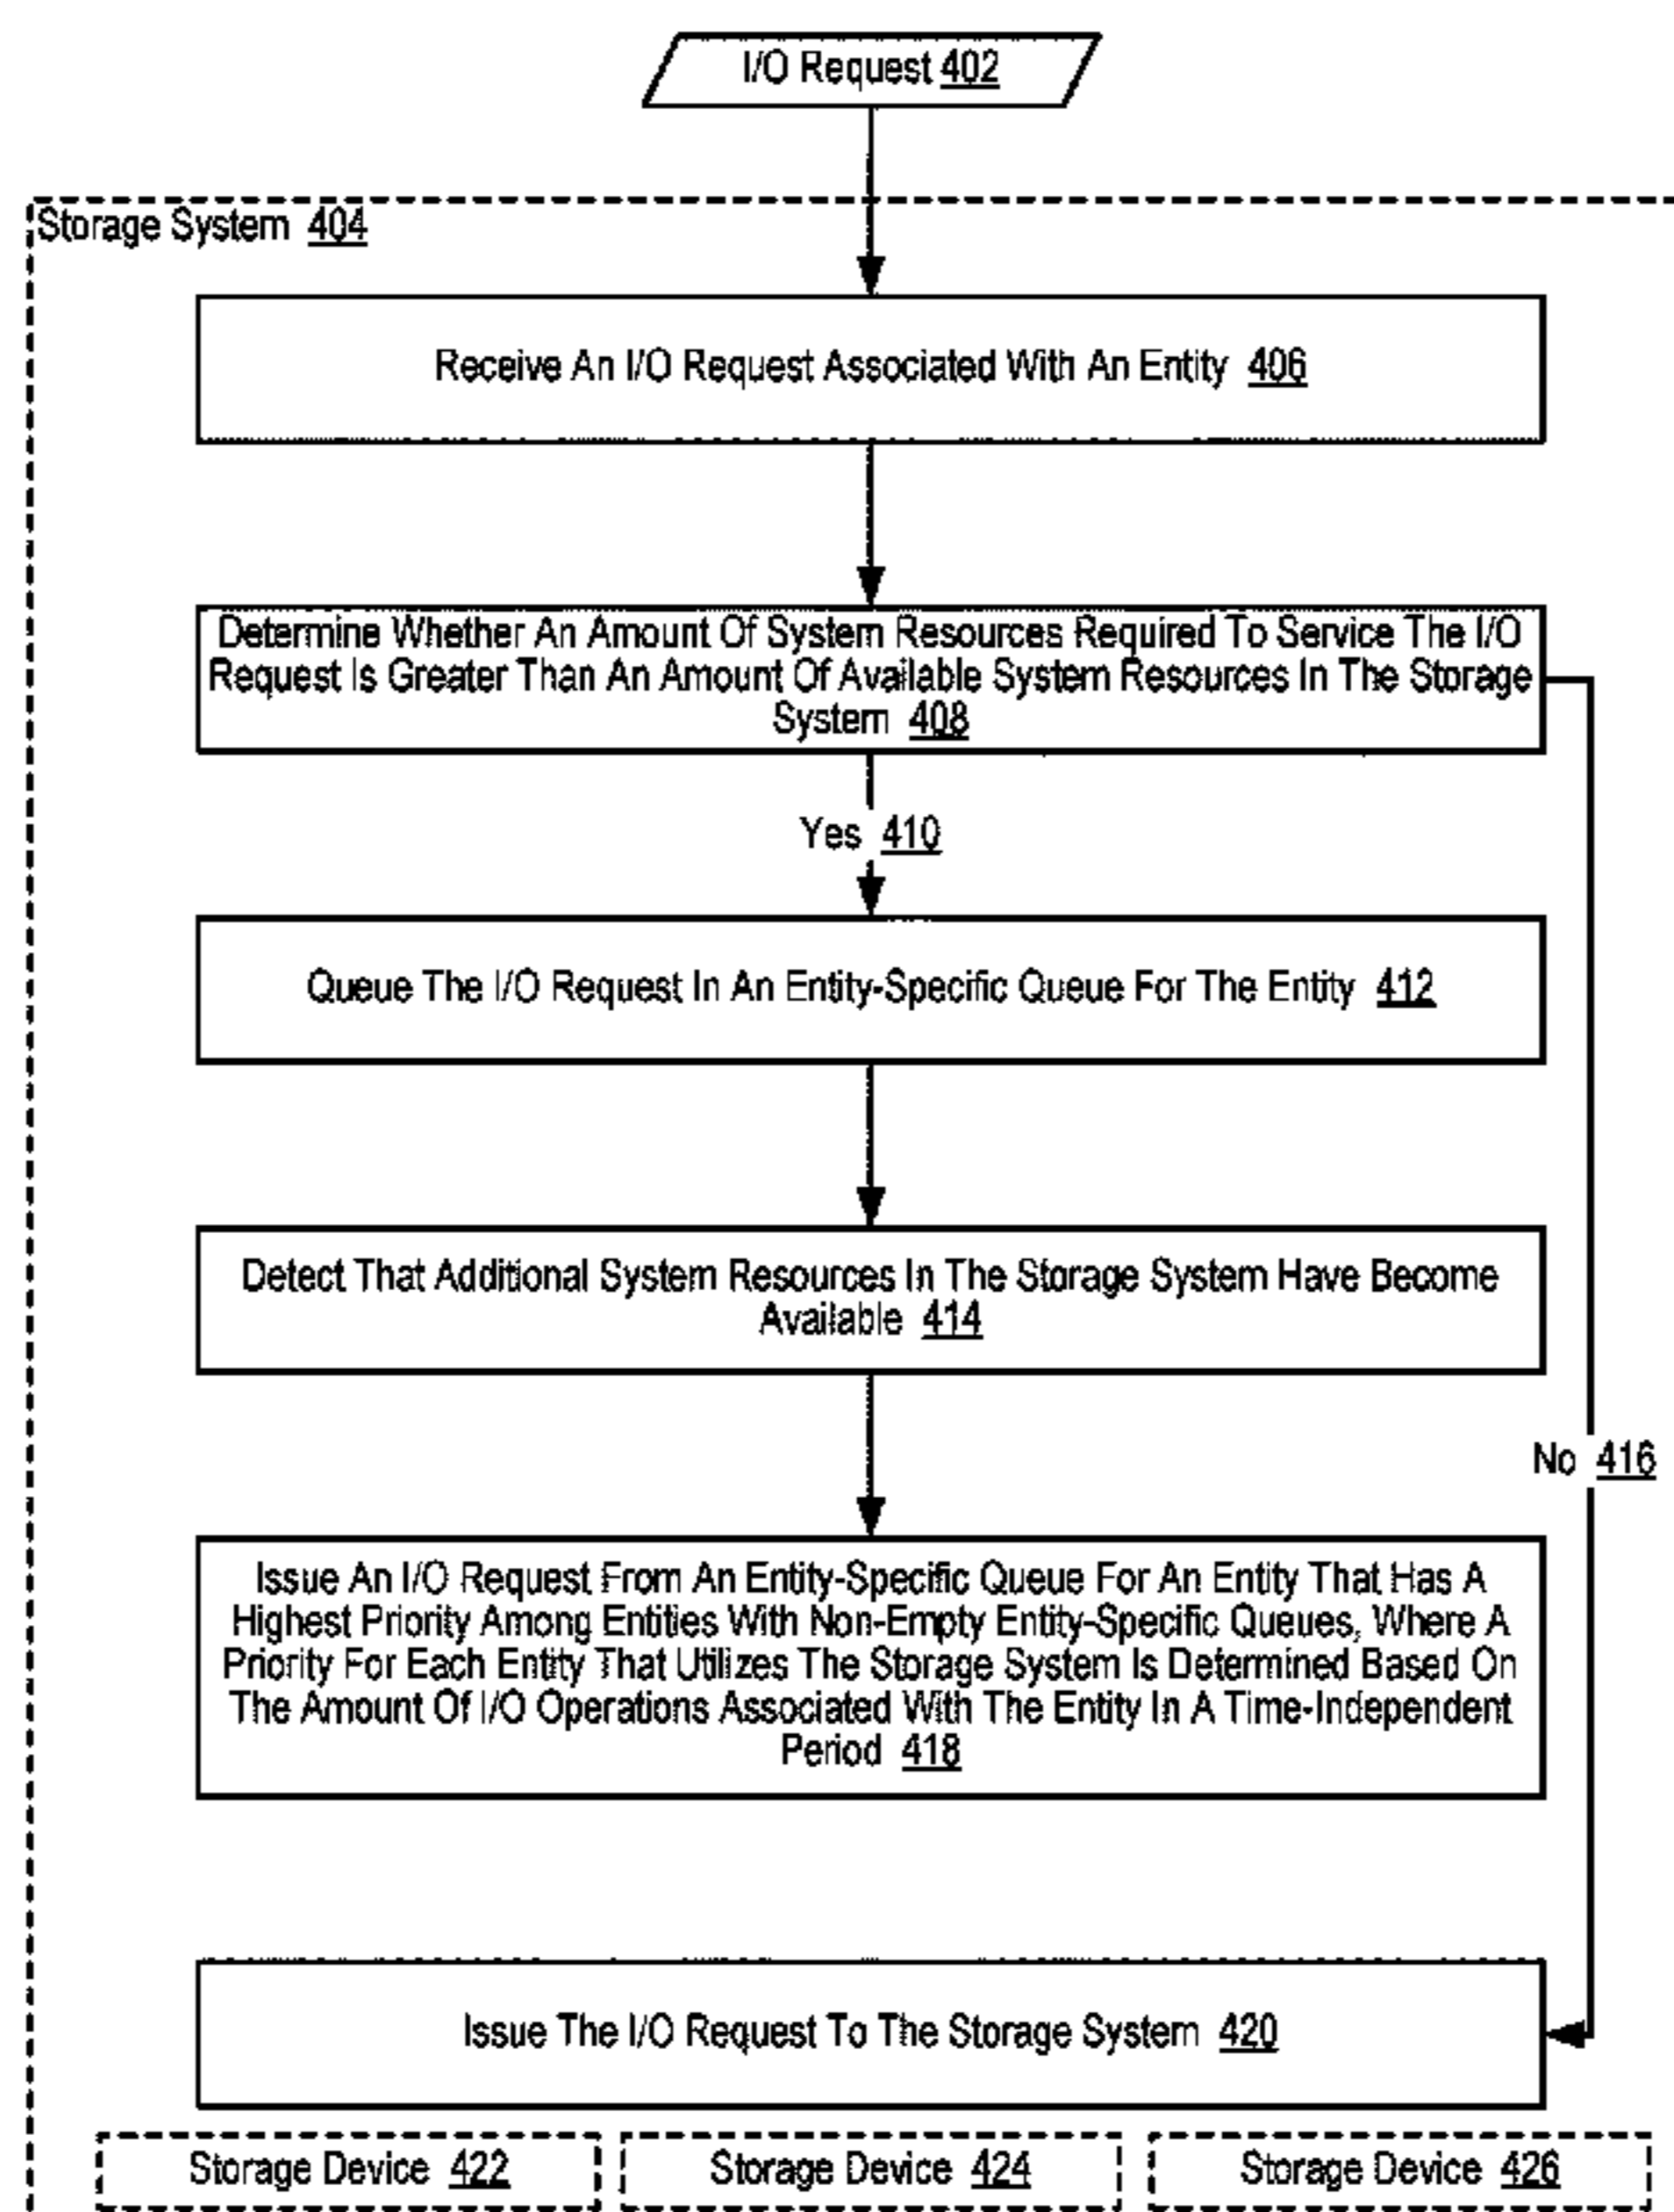 I/O Request 402
Storage System 404
Receive An I/O Request Associated With An Entity 406
Determine Whether An Amount Of System Resources Required To Service The I/O
Request Is Greater Than An Amount Of Available System Resources In The Storage
System 408
Yes 410
Queue The I/O Request In An Entity-Specific Queue For The Entity 412
Detect That Additional System Resources In The Storage System Have Become
Available 414
No 416
Issue An I/O Request From An Entity-Specific Queue For An Entity That Has A
Highest Priority Among Entities With Non-Empty Entity-Specific Queues, Where A
Priority For Each Entity That Utilizes The Storage System Is Determined Based On
The Amount Of I/O Operations Associated With The Entity In A Time-Independent
Period 418
Issue The I/O Request To The Storage System 420
Storage Device 422
Storage Device 424
Storage Device 426